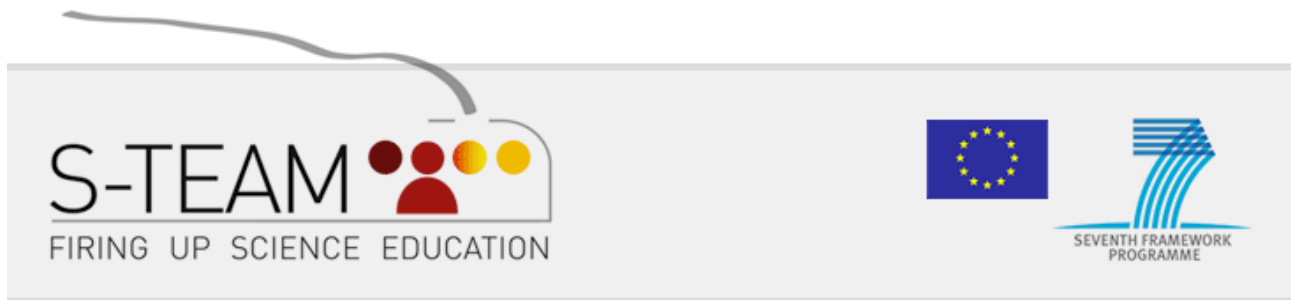 S-TEAM
FIRING UP SCIENCE EDUCATION
SEVENTH FRAMEWORK
PROGRAMME